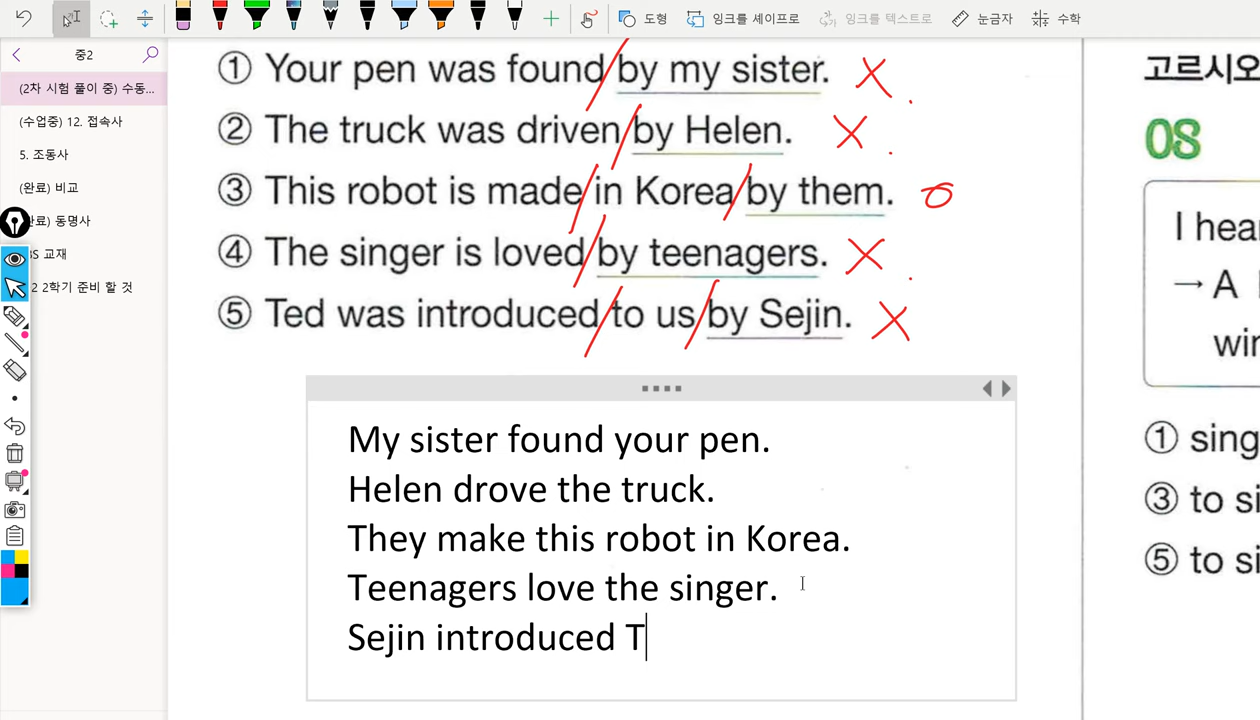 도형
잉크를 셰이프로
잉크를 텍스트로
눈금자
수학
중2
(2차 시험 풀이 중) 수동...
(수업중) 12. 접속사
5. 조동사
(완료) 비교
료) 동명사
교재
2 2학기 준비 할 것
① Your pen was found by my sister. X
② The truck was driven by Helen. X
③ This robot is made in Korea by them. O
④ The singer is loved by teenagers. X
⑤ Ted was introduced to us by Sejin. X
My sister found your pen.
Helen drove the truck.
They make this robot in Korea.
Teenagers love the singer.
Sejin introduced T
고르시오
08
I hear
→ A
win
① sing
③ to si
⑤ to si